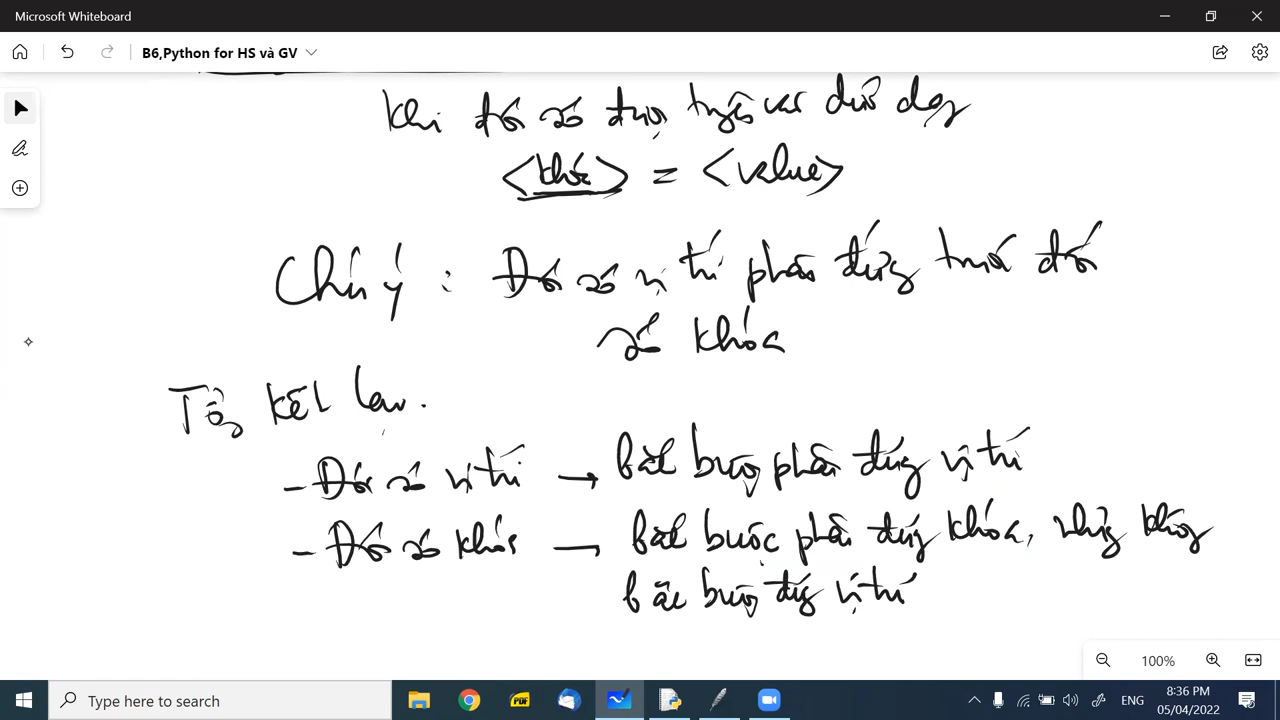 Microsoft Whiteboard
B6,Python for HS và GV
Khi đối số được truyền vào dưới dạng
<khóa> = <value>
Chú ý : Đối số vị trí phải đứng trước đối
số khóa
Tổng kết lại.
- Đối số vị trí → bắt buộc phải đúng vị trí
- Đối số khóa → bắt buộc phải đúng khóa, nhưng không
bắt buộc đúng vị trí
100%
Type here to search
PDF
ENG
8:36 PM
05/04/2022